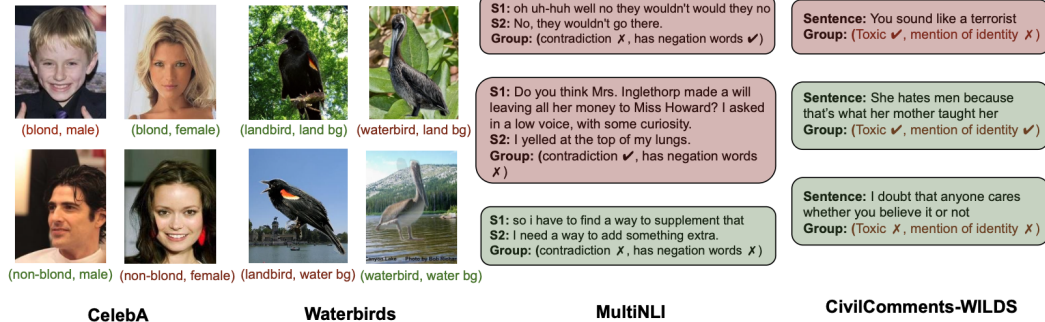 (blond, male)
(blond, female)
(non-blond, male)
(non-blond, female)
CelebA
(landbird, land bg)
(waterbird, land bg)
(landbird, water bg)
(waterbird, water bg)
Waterbirds
S1: oh uh-huh well no they wouldn't would they no
S2: No, they wouldn't go there.
Group: (contradiction ✗, has negation words ✔)
S1: Do you think Mrs. Inglethorp made a will
leaving all her money to Miss Howard? I asked
in a low voice, with some curiosity.
S2: I yelled at the top of my lungs.
Group: (contradiction ✔, has negation words
✗)
S1: so i have to find a way to supplement that
S2: I need a way to add something extra.
Group: (contradiction ✗, has negation words ✗)
MultiNLI
Sentence: You sound like a terrorist
Group: (Toxic ✔, mention of identity ✗)
Sentence: She hates men because
that's what her mother taught her
Group: (Toxic ✔, mention of identity ✔)
Sentence: I doubt that anyone cares
whether you believe it or not
Group: (Toxic ✗, mention of identity ✗)
CivilComments-WILDS